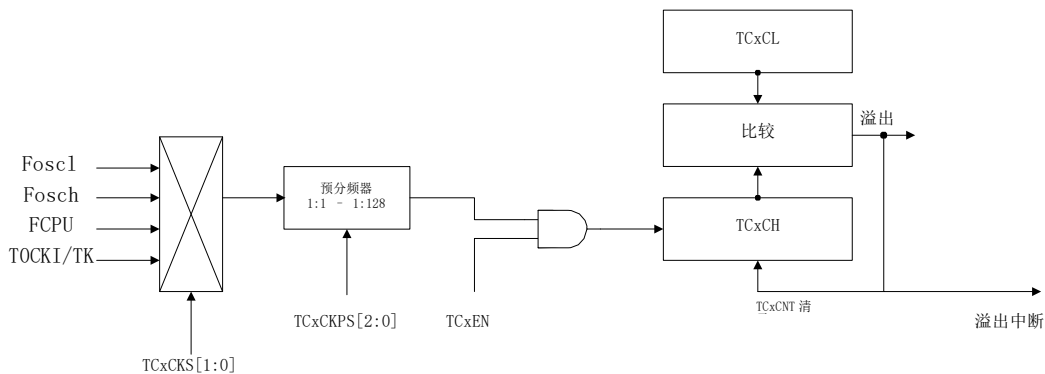 TCxCL
比较
溢出
Foscl
Fosch
FCPU
TOCKI/TK
预分频器
1:1 - 1:128
TCxCH
TCxCNT 清
TCxCKPS[2:0]
TCxEN
溢出中断
TCxCKS[1:0]